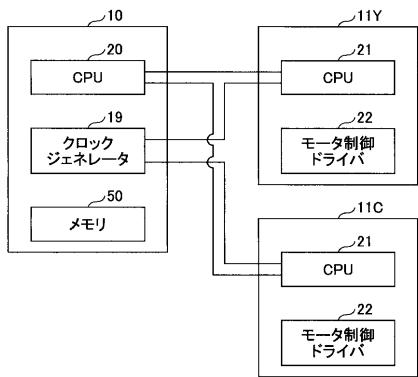 10
20
CPU
19
クロック
ジェネレータ
50
メモリ
11Y
21
CPU
22
モータ制御
ドライバ
11C
21
CPU
22
モータ制御
ドライバ